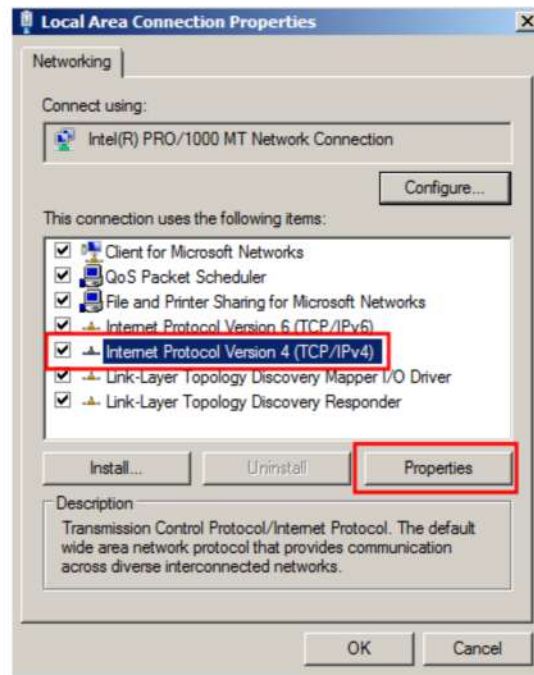 Local Area Connection Properties
Networking
Connect using:
Intel(R) PRO/1000 MT Network Connection
Configure...
This connection uses the following items:
Client for Microsoft Networks
QoS Packet Scheduler
File and Printer Sharing for Microsoft Networks
Internet Protocol Version 6 (TCP/IPv6)
Internet Protocol Version 4 (TCP/IPv4)
Link-Layer Topology Discovery Mapper I/O Driver
Link-Layer Topology Discovery Responder
Install... Uninstall Properties
Description
Transmission Control Protocol/Internet Protocol. The default
wide area network protocol that provides communication
across diverse interconnected networks.
OK Cancel